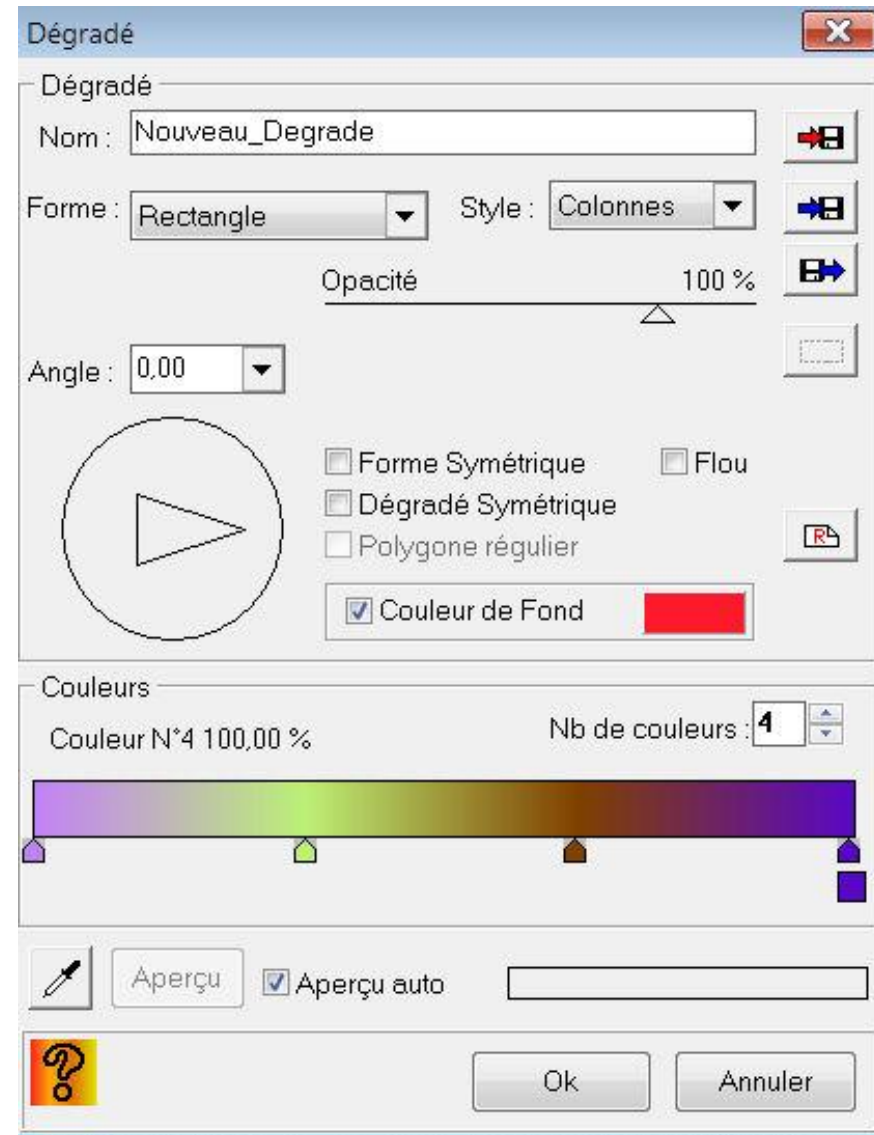 Dégradé
Dégradé
Nom : Nouveau_Degrade
Forme : Rectangle Style : Colonnes
Opacité 100 %
Angle : 0,00
Forme Symétrique Flou
Dégradé Symétrique
Polygone régulier
R
Couleur de Fond
Couleurs
Couleur N°4 100,00 % Nb de couleurs : 4
Aperçu Aperçu auto
? Ok Annuler